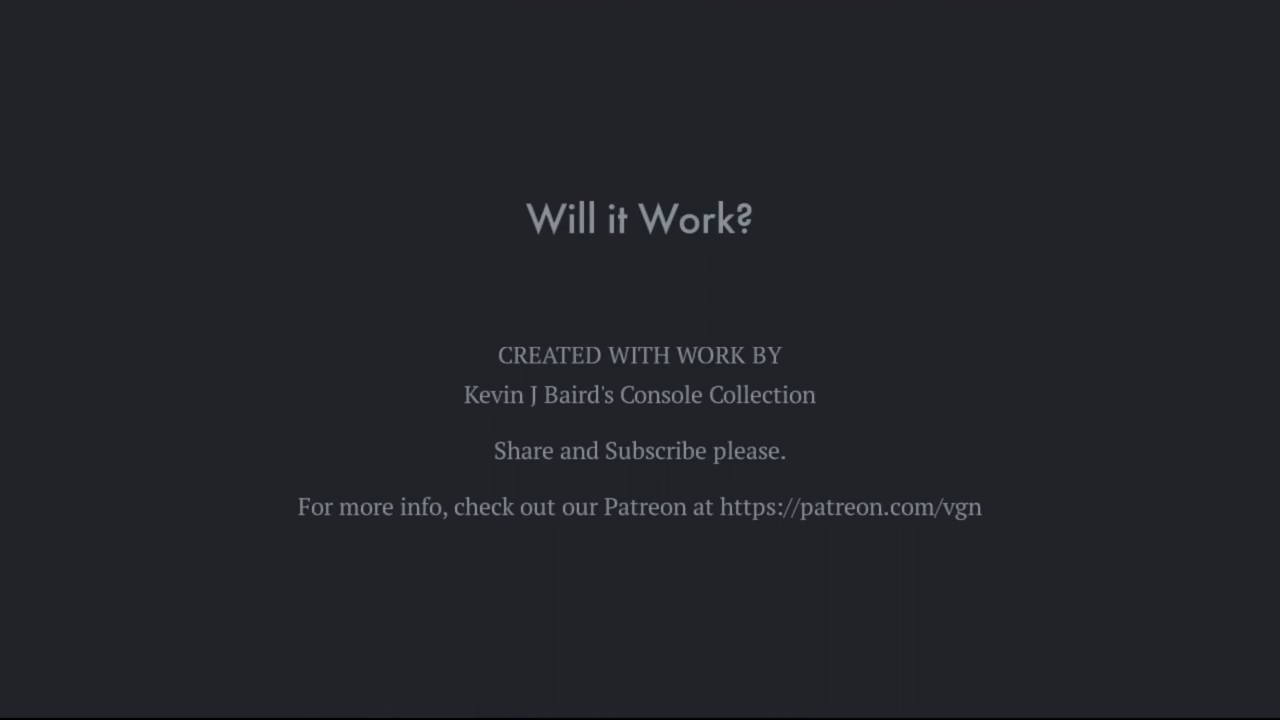 Will it Work?
CREATED WITH WORK BY
Kevin J Baird's Console Collection
Share and Subscribe please.
For more info, check out our Patreon at https://patreon.com/vgn